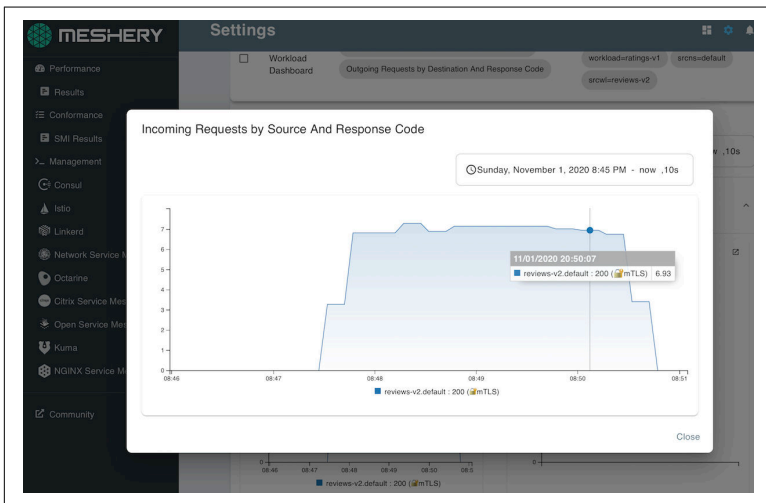 MESHERY
Settings
Performance
Results
Conformance
SMI Results
Management
Consul
Istio
Linkerd
Network Service M
Octarine
Citrix Service Mes
Open Service Mes
Kuma
NGINX Service M
Community
Workload
Dashboard
Outgoing Requests by Destination And Response Code
workload=ratings-v1 srcns=default
srcwl=reviews-v2
w ,10s
Incoming Requests by Source And Response Code
Sunday, November 1, 2020 8:45 PM - now ,10s
7
6
5
4
3
2
1
0
11/01/2020 20:50:07
reviews-v2.default : 200 (🔐mTLS) 6.93
08:46 08:47 08:48 08:49 08:50 08:51
reviews-v2.default : 200 (🔐mTLS)
Close
0 0
08:46 08:47 08:48 08:49 08:50 08:5
reviews-v2.default : 200 (🔐mTLS)